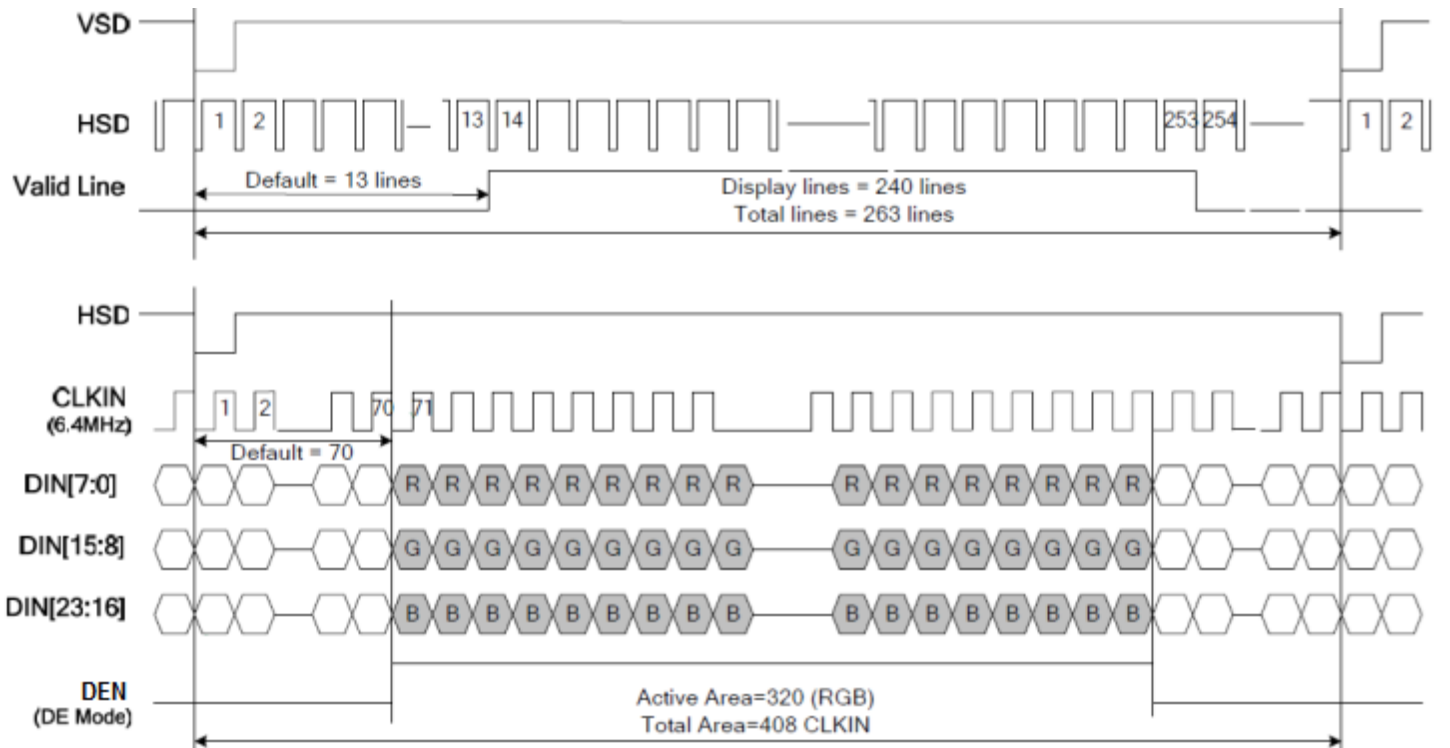 VSD
HSD 1 2 13 14 253 254 1 2
Valid Line Default = 13 lines Display lines = 240 lines
Total lines = 263 lines
HSD
CLKIN 1 2 70 71
(6.4MHz)
Default = 70
DIN[7:0] R R R R R R R R R R R R R R R R R
DIN[15:8] G G G G G G G G G G G G G G G G G
DIN[23:16] B B B B B B B B B B B B B B B B B
DEN Active Area=320 (RGB)
(DE Mode) Total Area=408 CLKIN